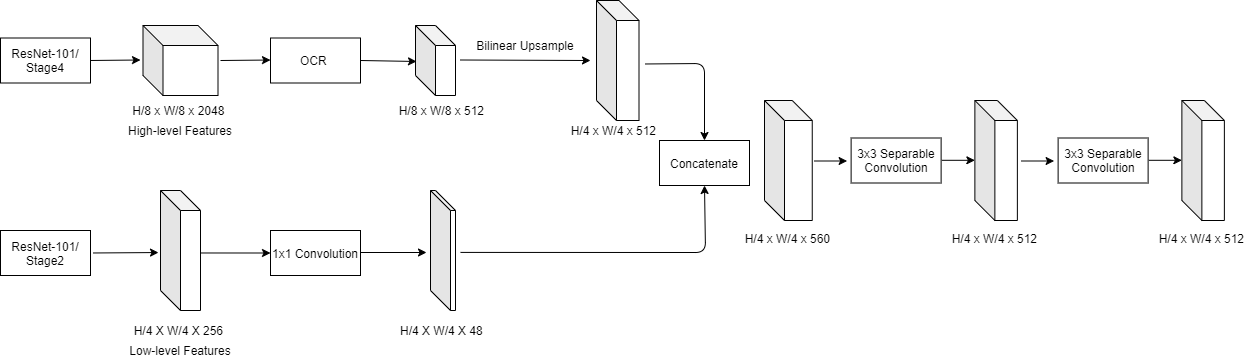 ResNet-101/
Stage4
H/8 x W/8 x 2048
High-level Features
OCR
H/8 x W/8 x 512
Bilinear Upsample
H/4 x W/4 x 512
Concatenate
H/4 x W/4 x 560
3x3 Separable
Convolution
H/4 x W/4 x 512
3x3 Separable
Convolution
H/4 x W/4 x 512
ResNet-101/
Stage2
H/4 X W/4 X 256
Low-level Features
1x1 Convolution
H/4 X W/4 X 48